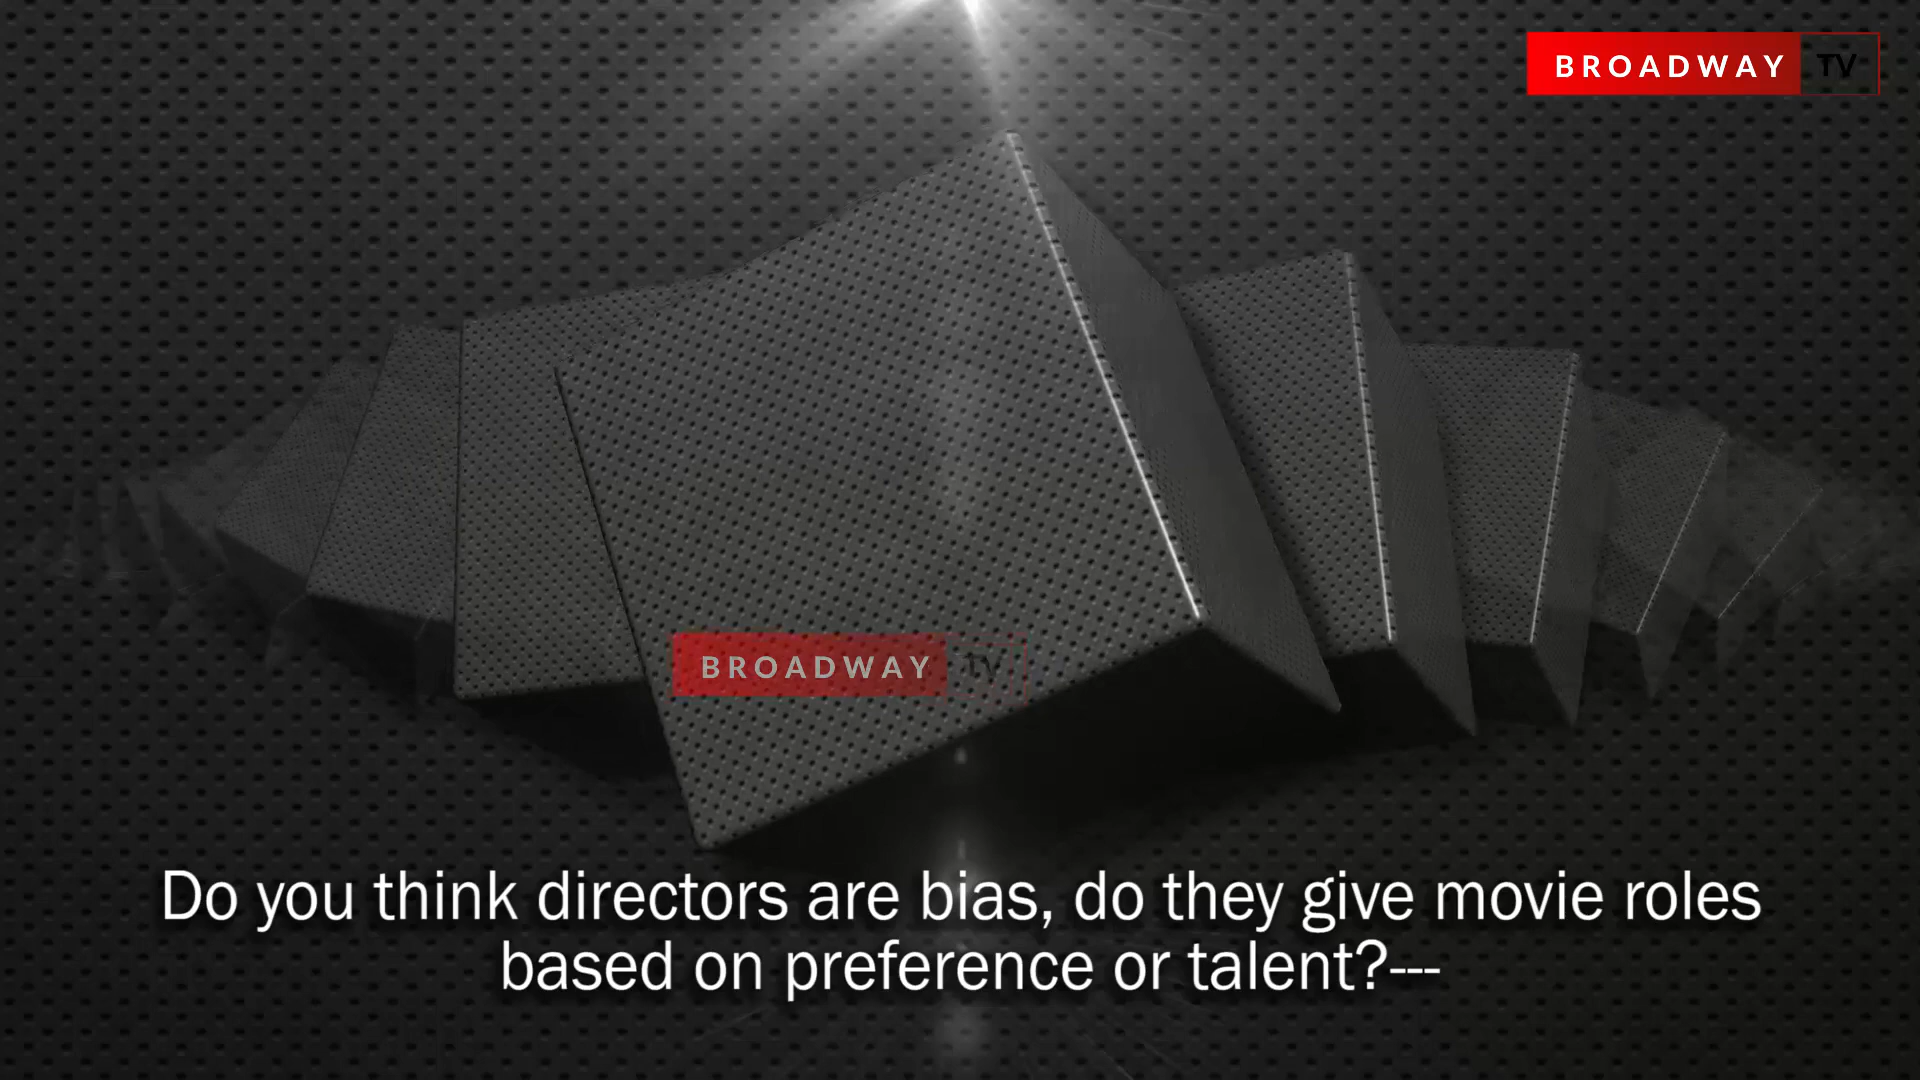 BROADWAY TV
BROADWAY TV
Do you think directors are bias, do they give movie roles
based on preference or talent?---